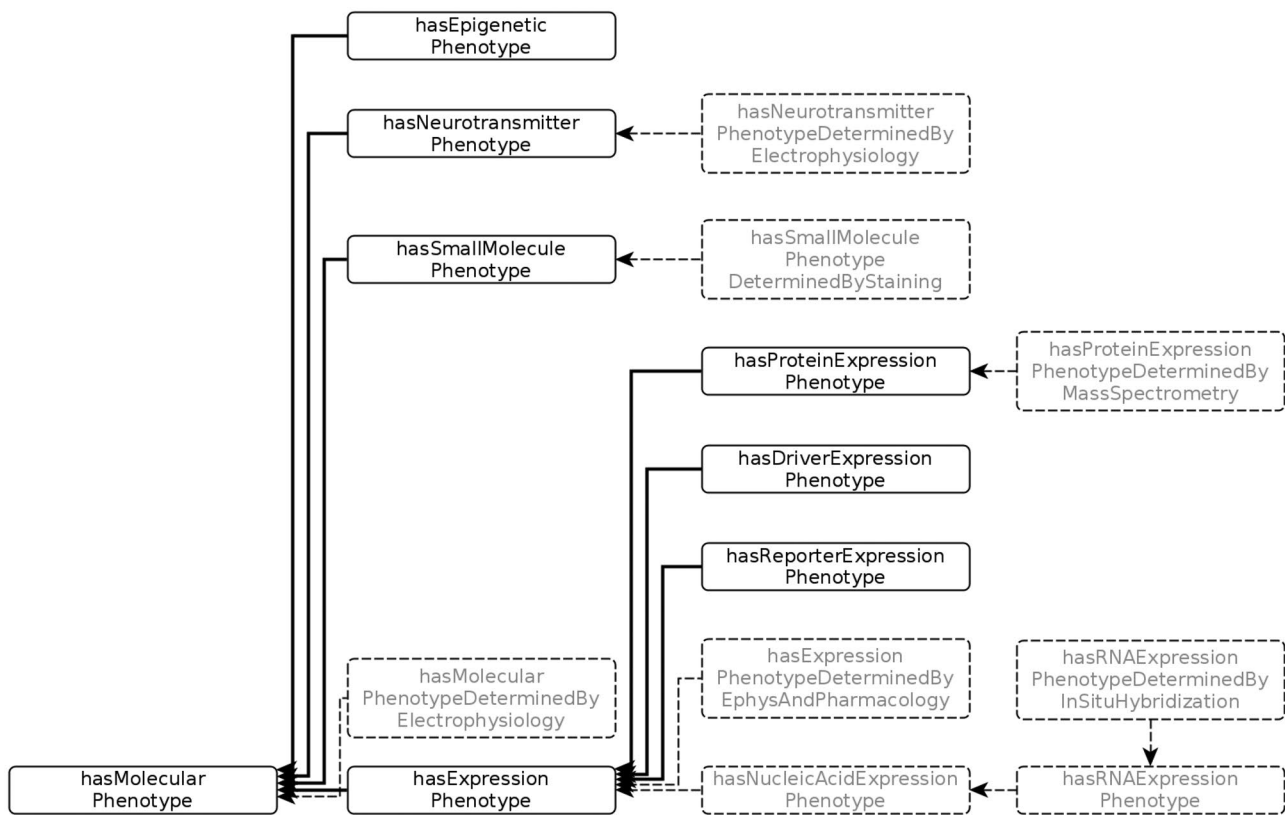 hasEpigenetic
Phenotype
hasNeurotransmitter
Phenotype
hasNeurotransmitter
PhenotypeDeterminedBy
Electrophysiology
hasSmallMolecule
Phenotype
hasSmallMolecule
Phenotype
DeterminedByStaining
hasProteinExpression
Phenotype
hasProteinExpression
PhenotypeDeterminedBy
MassSpectrometry
hasDriverExpression
Phenotype
hasReporterExpression
Phenotype
hasMolecular
PhenotypeDeterminedBy
Electrophysiology
hasExpression
PhenotypeDeterminedBy
EphysAndPharmacology
hasRNAExpression
PhenotypeDeterminedBy
InSituHybridization
hasMolecular
Phenotype
hasExpression
Phenotype
hasNucleicAcidExpression
Phenotype
hasRNAExpression
Phenotype